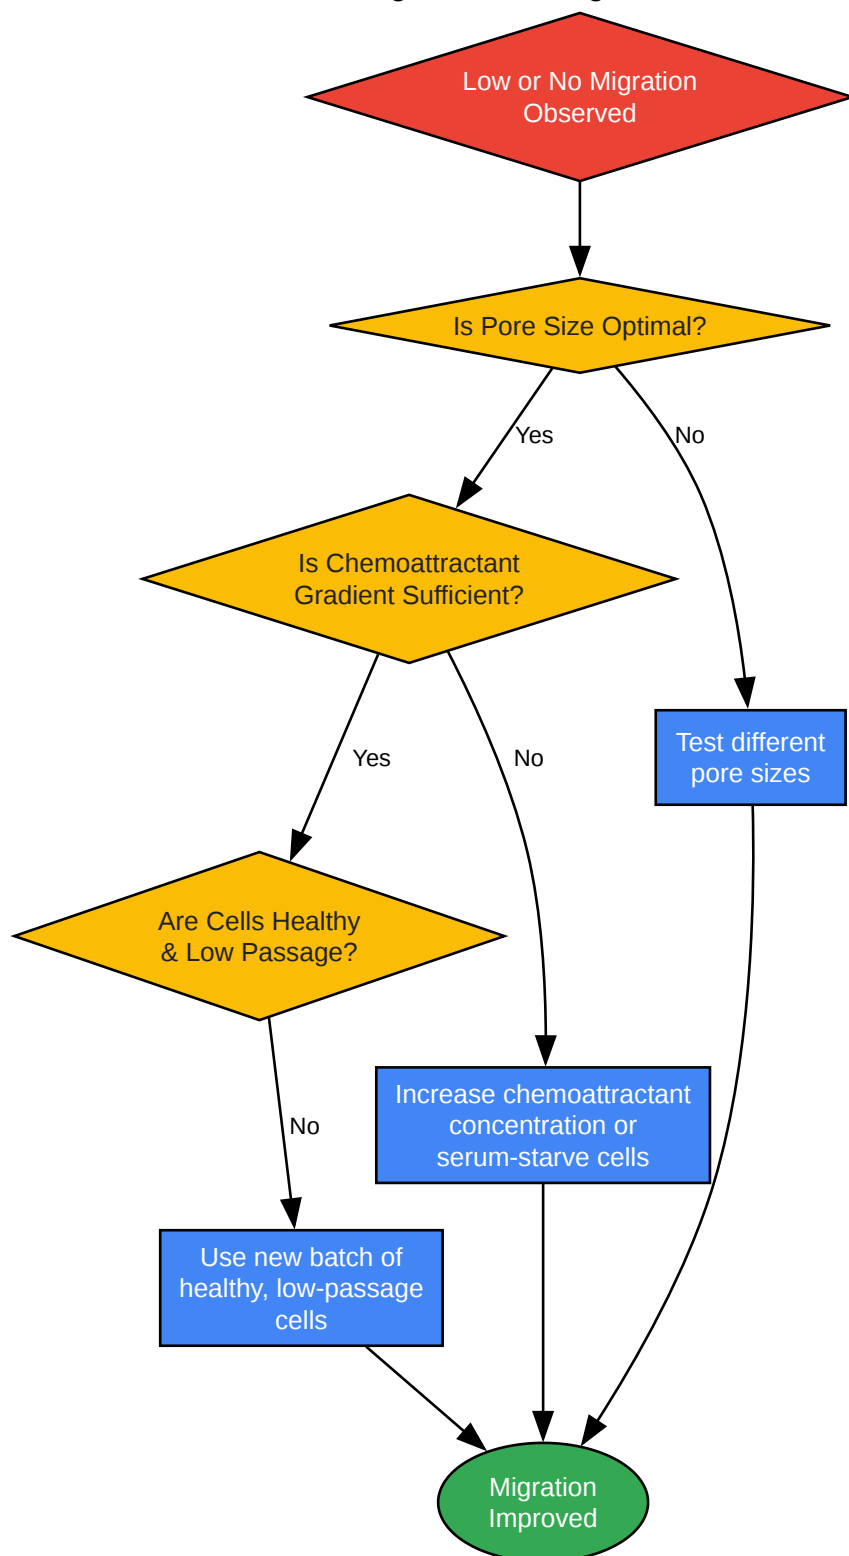 Low or No Migration
Observed
Is Pore Size Optimal?
Yes
No
Is Chemoattractant
Gradient Sufficient?
Yes
No
Test different
pore sizes
Are Cells Healthy
& Low Passage?
No
Increase chemoattractant
concentration or
serum-starve cells
Use new batch of
healthy, low-passage
cells
Migration
Improved